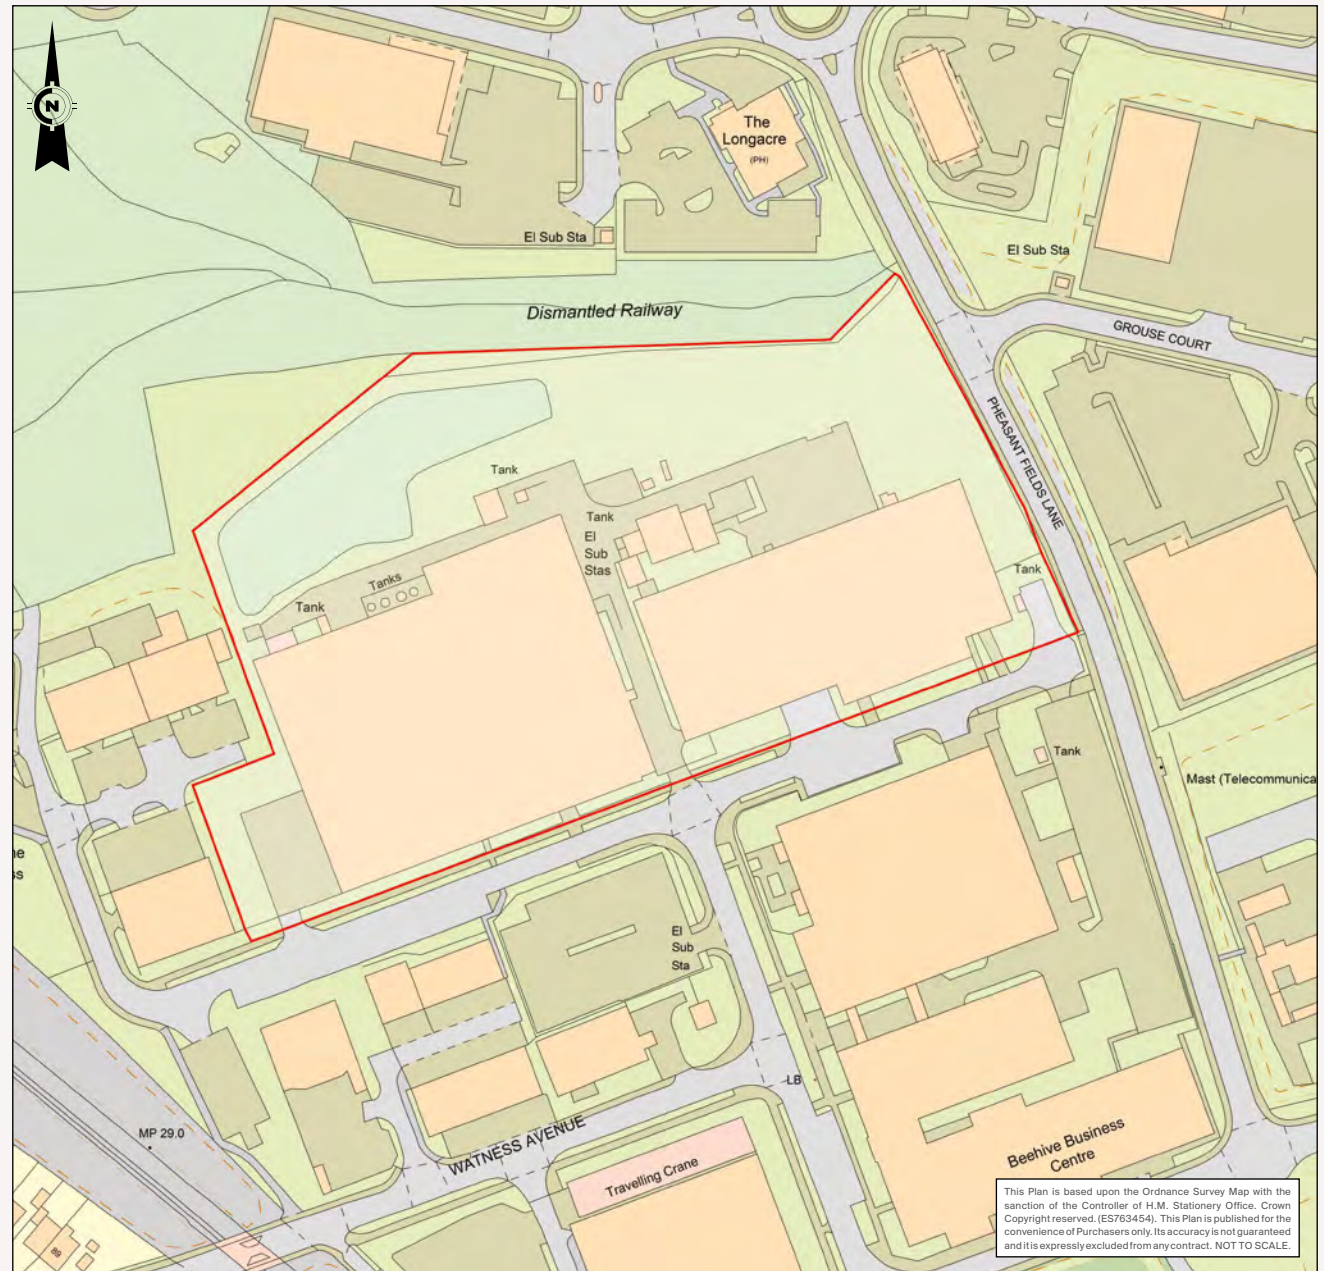 N
The
Longacre
(PH)
El Sub Sta
El Sub Sta
Dismantled Railway
GROUSE COURT
PHEASANT FIELDS LANE
Tank
Tank
El
Sub
Stas
Tanks
Tank
Tank
Tank
Mast (Telecommunica
ne
ss
El
Sub
Sta
LB
MP 29.0
WATNESS AVENUE
Beehive Business
Centre
Travelling Crane
89
This Plan is based upon the Ordnance Survey Map with the
sanction of the Controller of H.M. Stationery Office. Crown
Copyright reserved. (ES763454). This Plan is published for the
convenience of Purchasers only. Its accuracy is not guaranteed
and it is expressly excluded from any contract. NOT TO SCALE.